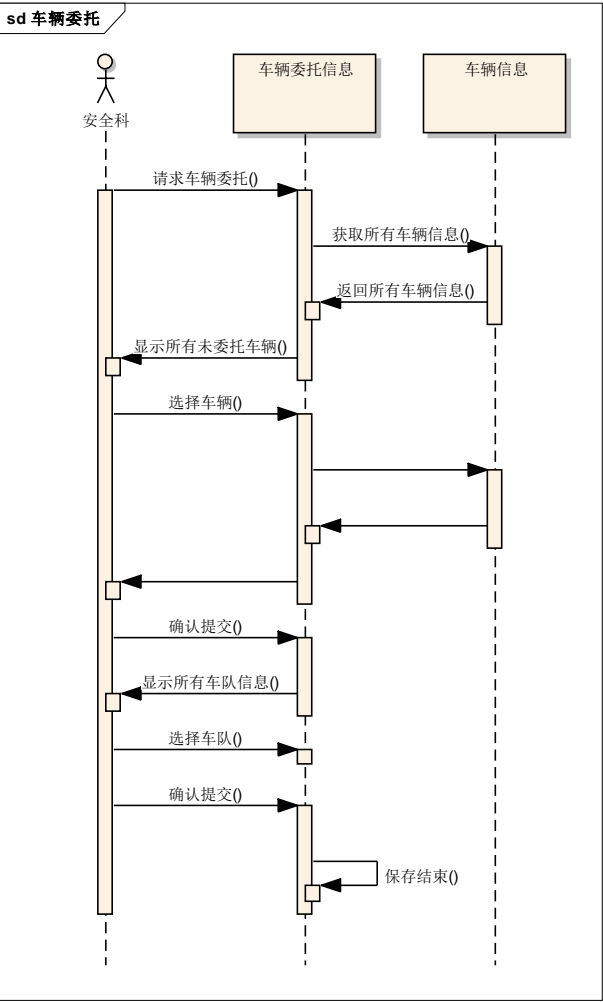 sd 车辆委托
安全科
车辆委托信息
车辆信息
请求车辆委托()
获取所有车辆信息()
返回所有车辆信息()
显示所有未委托车辆()
选择车辆()
确认提交()
显示所有车队信息()
选择车队()
确认提交()
保存结束()